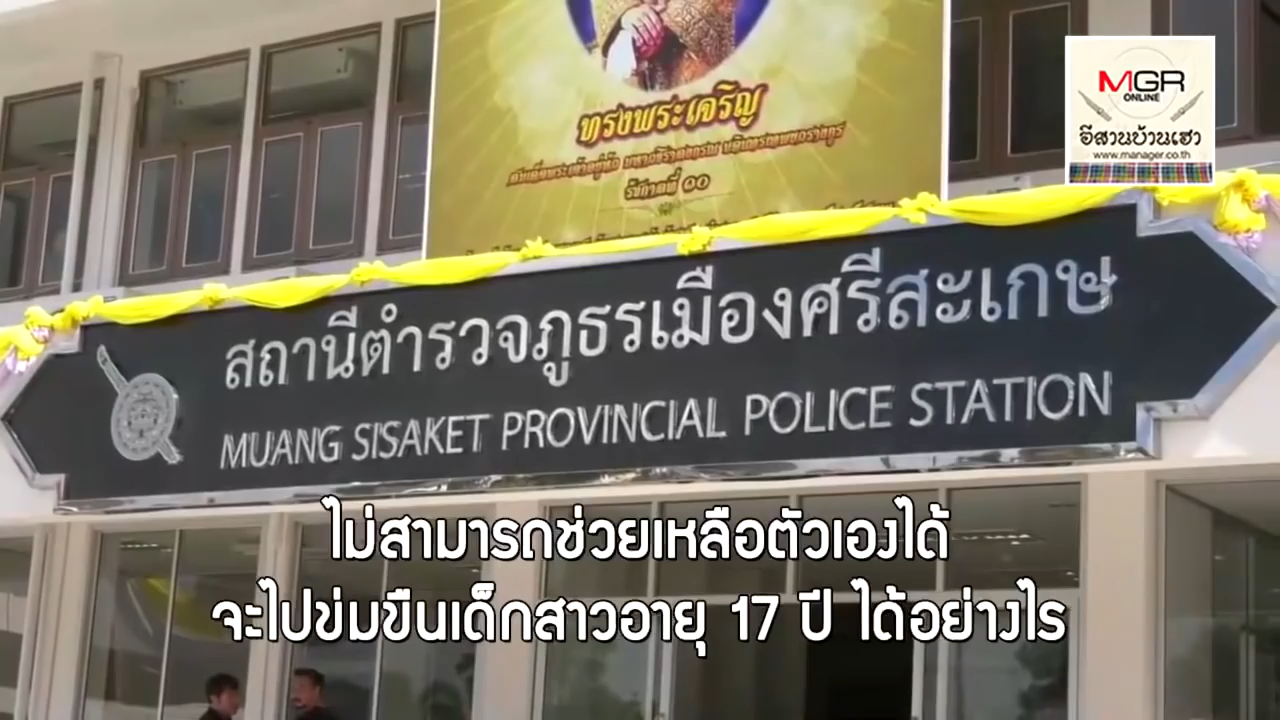 ทรงพระเจริญ
รัชกาลที่ ๑๐
MGR
ONLINE
อีสานบ้านเฮา
www.manager.co.th
สถานีตำรวจภูธรเมืองศรีสะเกษ
MUANG SISAKET PROVINCIAL POLICE STATION
ไม่สามารถช่วยเหลือตัวเองได้
จะไปข่มขืนเด็กสาวอายุ 17 ปี ได้อย่างไร